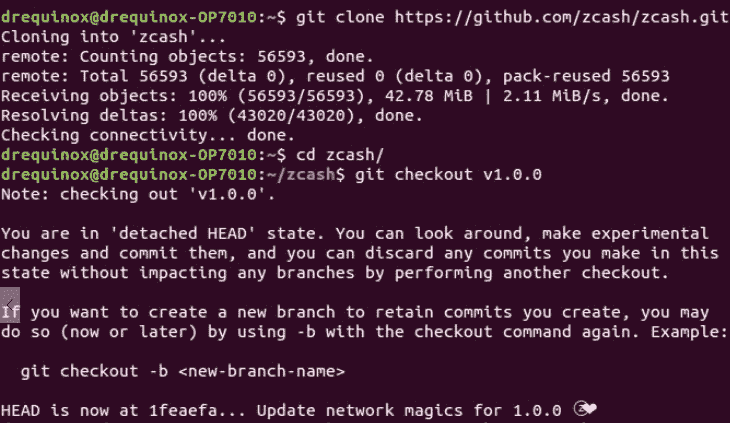 drequinox@drequinox-OP7010:~$ git clone https://github.com/zcash/zcash.git
Cloning into 'zcash'...
remote: Counting objects: 56593, done.
remote: Total 56593 (delta 0), reused 0 (delta 0), pack-reused 56593
Receiving objects: 100% (56593/56593), 42.78 MiB | 2.11 MiB/s, done.
Resolving deltas: 100% (43020/43020), done.
Checking connectivity... done.
drequinox@drequinox-OP7010:~$ cd zcash/
drequinox@drequinox-OP7010:~/zcash$ git checkout v1.0.0
Note: checking out 'v1.0.0'.
You are in 'detached HEAD' state. You can look around, make experimental
changes and commit them, and you can discard any commits you make in this
state without impacting any branches by performing another checkout.
If you want to create a new branch to retain commits you create, you may
do so (now or later) by using -b with the checkout command again. Example:
git checkout -b <new-branch-name>
HEAD is now at 1feaefa... Update network magics for 1.0.0 ⓩ❤